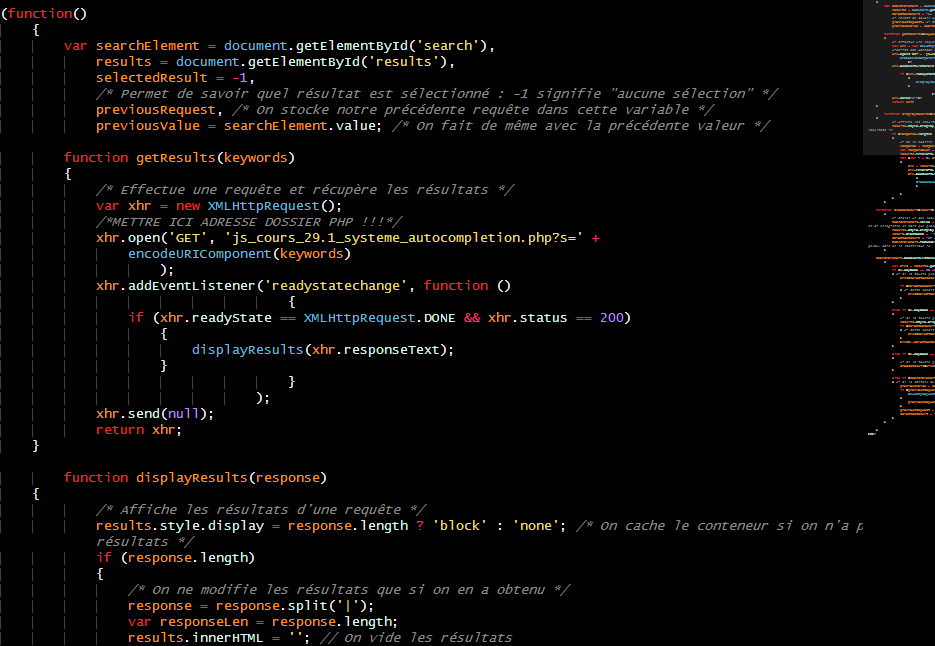 (function()
{
var searchElement = document.getElementById('search'),
results = document.getElementById('results'),
selectedResult = -1,
/* Permet de savoir quel résultat est sélectionné : -1 signifie "aucune sélection" */
previousRequest, /* On stocke notre précédente requête dans cette variable */
previousValue = searchElement.value; /* On fait de même avec la précédente valeur */
function getResults(keywords)
{
/* Effectue une requête et récupère les résultats */
var xhr = new XMLHttpRequest();
/*METTRE ICI ADRESSE DOSSIER PHP !!!*/
xhr.open('GET', 'js_cours_29.1_systeme_autocompletion.php?s=' +
encodeURIComponent(keywords)
);
xhr.addEventListener('readystatechange', function ()
{
if (xhr.readyState == XMLHttpRequest.DONE && xhr.status == 200)
{
displayResults(xhr.responseText);
}
}
);
xhr.send(null);
return xhr;
}
function displayResults(response)
{
/* Affiche les résultats d'une requête */
results.style.display = response.length ? 'block' : 'none'; /* On cache le conteneur si on n'a p
résultats */
if (response.length)
{
/* On ne modifie les résultats que si on en a obtenu */
response = response.split('|');
var responseLen = response.length;
results.innerHTML = ''; // On vide les résultats